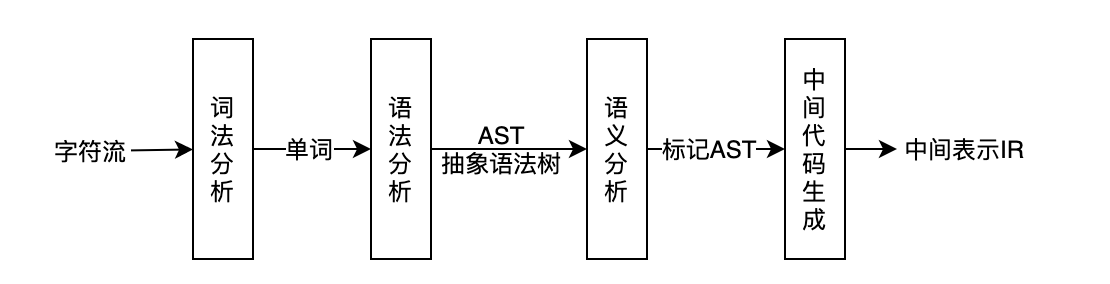 字符流
词法分析
单词
语法分析
AST
抽象语法树
语义分析
标记AST
中间代码生成
中间表示IR